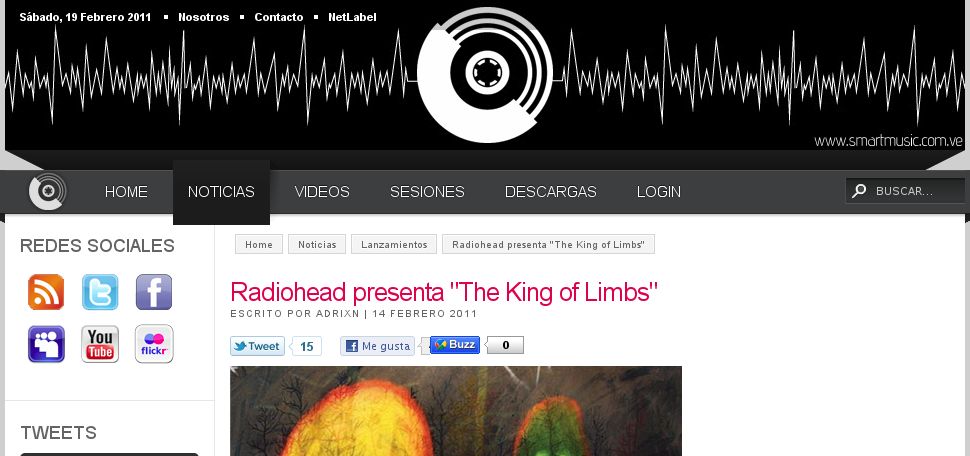 Sábado, 19 Febrero 2011 Nosotros Contacto NetLabel
www.smartmusic.com.ve
HOME NOTICIAS VIDEOS SESIONES DESCARGAS LOGIN BUSCAR...
REDES SOCIALES
Home Noticias Lanzamientos Radiohead presenta "The King of Limbs"
Radiohead presenta "The King of Limbs"
ESCRITO POR ADRIXN | 14 FEBRERO 2011
Tweet 15 Me gusta Buzz 0
You
Tube
flickr
TWEETS